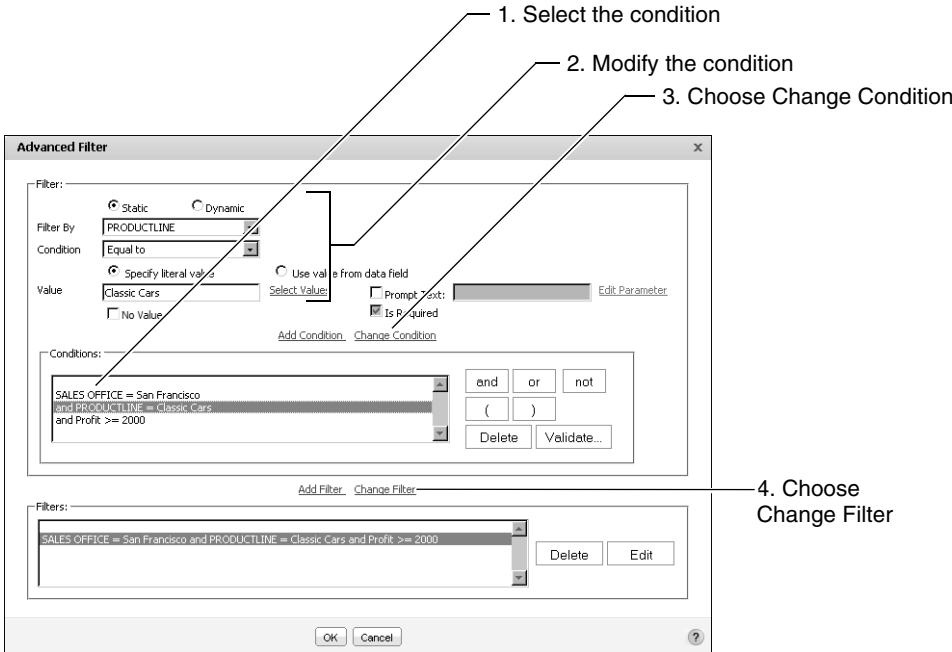 1. Select the condition
2. Modify the condition
3. Choose Change Condition
Advanced Filter x
Filter:
Static Dynamic
Filter By PRODUCTLINE
Condition Equal to
Specify literal value Use value from data field
Value Classic Cars Select Values Prompt Text: Edit Parameter
No Value Is Required
Add Condition Change Condition
Conditions:
and or not
SALES OFFICE = San Francisco
and PRODUCTLINE = Classic Cars
( )
and Profit >= 2000
Delete Validate...
Add Filter Change Filter
4. Choose
Change Filter
Filters:
SALES OFFICE = San Francisco and PRODUCTLINE = Classic Cars and Profit >= 2000
Delete Edit
OK Cancel ?